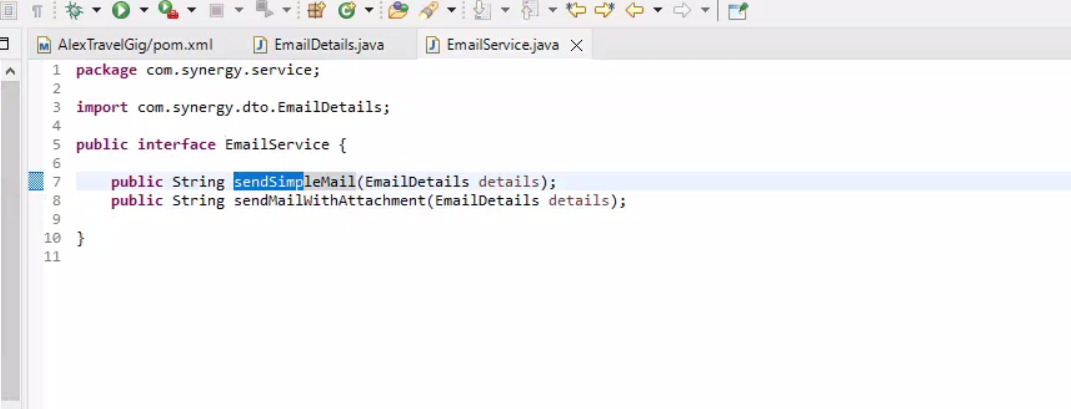 AlexTravelGig/pom.xml EmailDetails.java EmailService.java
1 package com.synergy.service;
2
3 import com.synergy.dto.EmailDetails;
4
5 public interface EmailService {
6
7 public String sendSimpleMail(EmailDetails details);
8 public String sendMailWithAttachment(EmailDetails details);
9
10 }
11